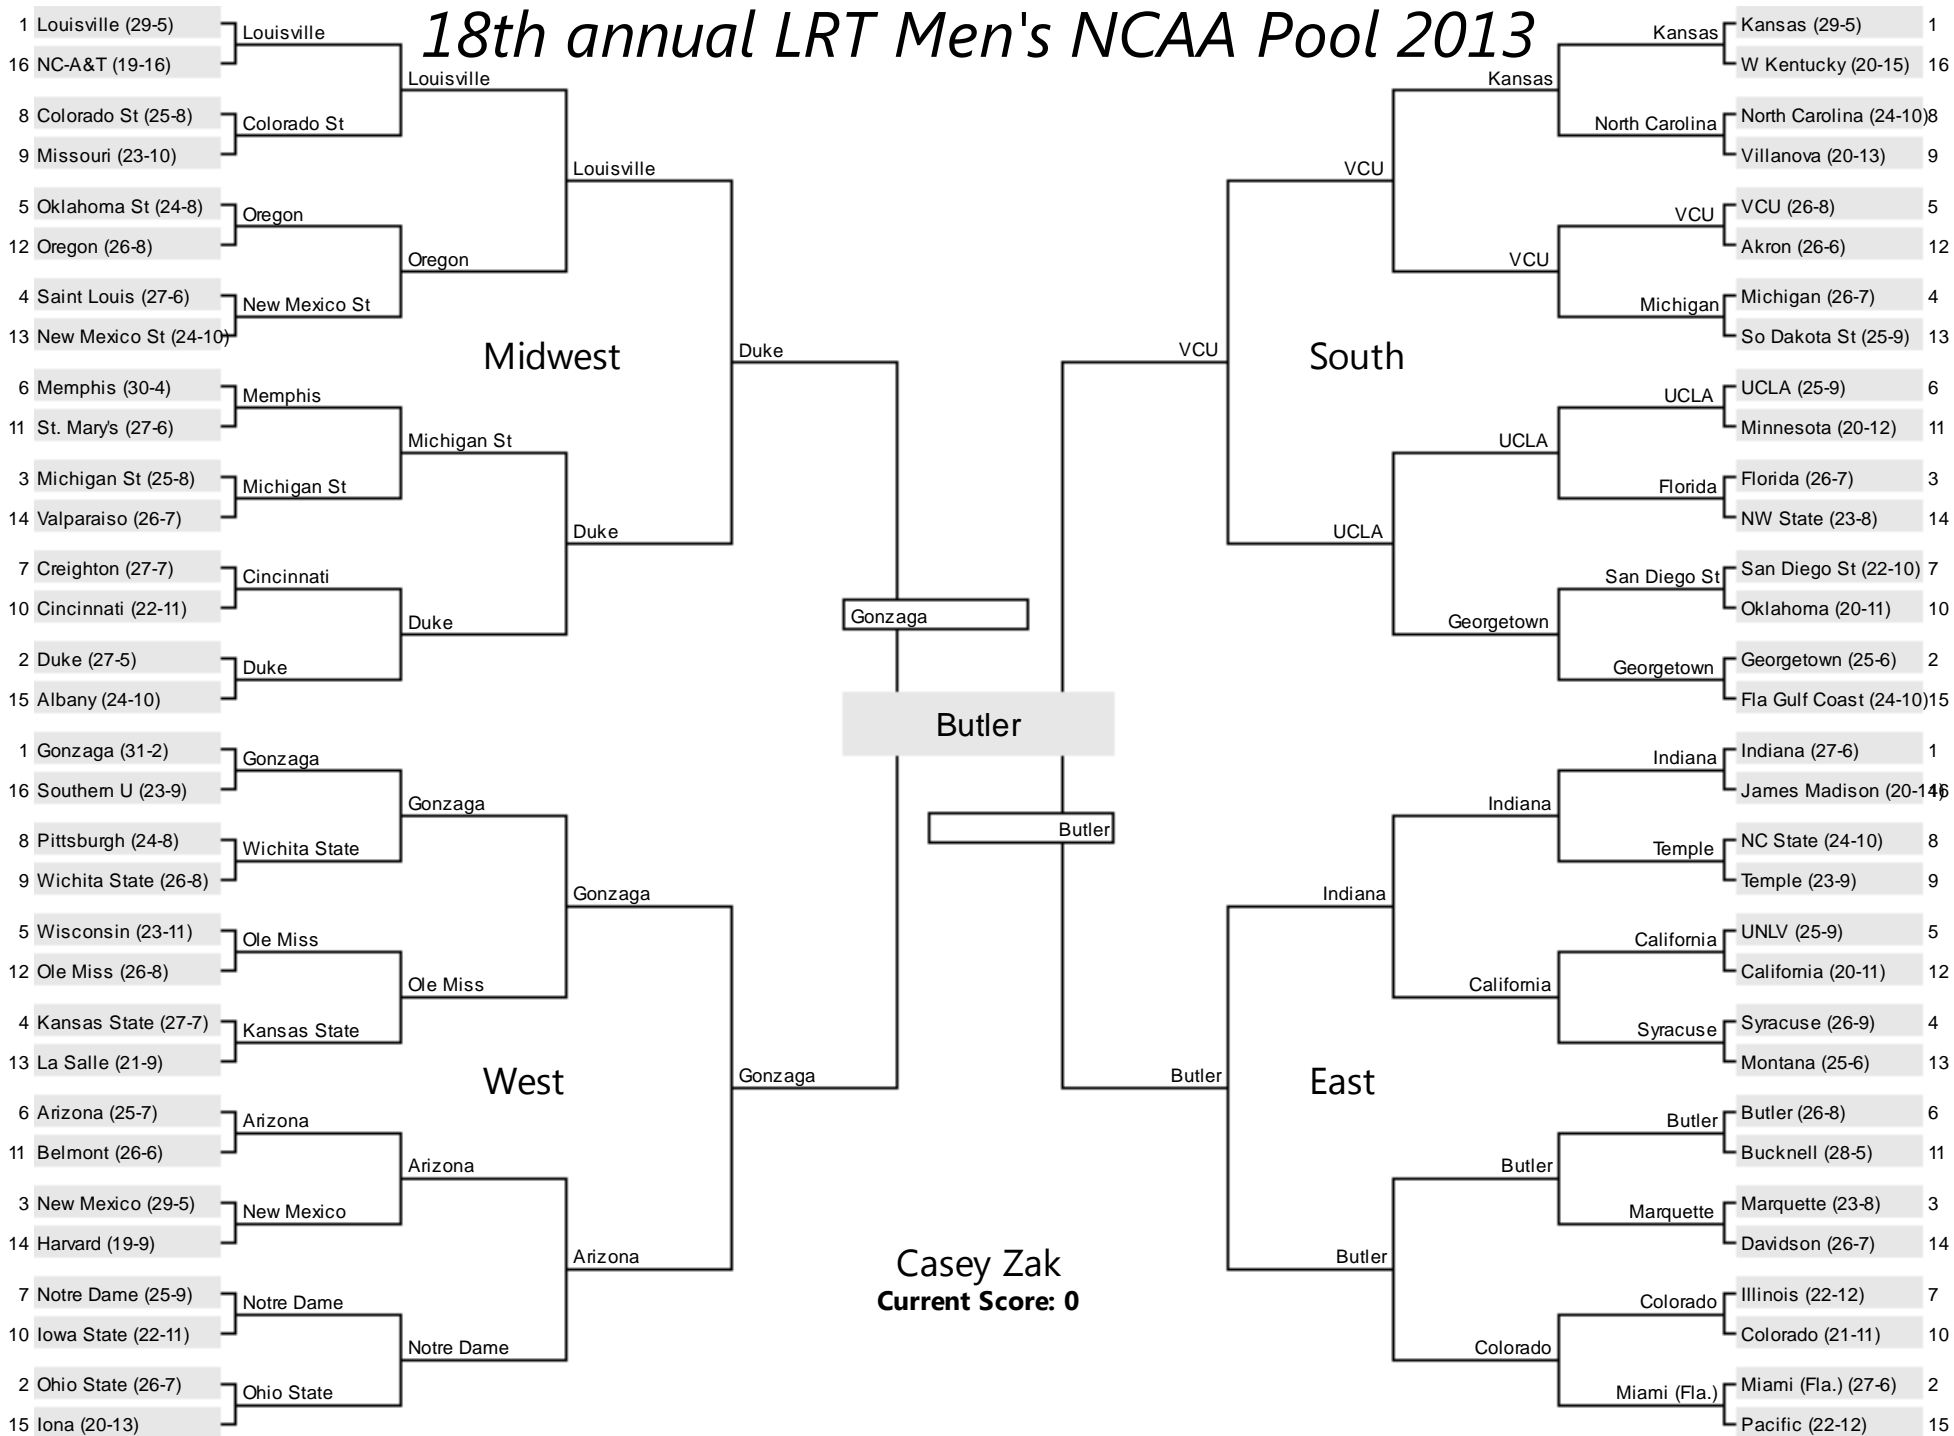 18th annual LRT Men's NCAA Pool 2013
1 Louisville (29-5)
16 NC-A&T (19-16)
8 Colorado St (25-8)
9 Missouri (23-10)
5 Oklahoma St (24-8)
12 Oregon (26-8)
4 Saint Louis (27-6)
13 New Mexico St (24-10)
6 Memphis (30-4)
11 St. Mary's (27-6)
3 Michigan St (25-8)
14 Valparaiso (26-7)
7 Creighton (27-7)
10 Cincinnati (22-11)
2 Duke (27-5)
15 Albany (24-10)
Louisville
Colorado St
Oregon
New Mexico St
Memphis
Michigan St
Cincinnati
Duke
Louisville
Oregon
Michigan St
Duke
Louisville
Duke
Duke
Midwest
1 Gonzaga (31-2)
16 Southern U (23-9)
8 Pittsburgh (24-8)
9 Wichita State (26-8)
5 Wisconsin (23-11)
12 Ole Miss (26-8)
4 Kansas State (27-7)
13 La Salle (21-9)
6 Arizona (25-7)
11 Belmont (26-6)
3 New Mexico (29-5)
14 Harvard (19-9)
7 Notre Dame (25-9)
10 Iowa State (22-11)
2 Ohio State (26-7)
15 Iona (20-13)
Gonzaga
Wichita State
Ole Miss
Kansas State
Arizona
New Mexico
Notre Dame
Ohio State
Gonzaga
Ole Miss
Arizona
Notre Dame
Gonzaga
Arizona
Gonzaga
West
Gonzaga
Butler
Butler
Casey Zak
Current Score: 0
Kansas (29-5) 1
W Kentucky (20-15) 16
North Carolina (24-10) 8
Villanova (20-13) 9
VCU (26-8) 5
Akron (26-6) 12
Michigan (26-7) 4
So Dakota St (25-9) 13
UCLA (25-9) 6
Minnesota (20-12) 11
Florida (26-7) 3
NW State (23-8) 14
San Diego St (22-10) 7
Oklahoma (20-11) 10
Georgetown (25-6) 2
Fla Gulf Coast (24-10) 15
Kansas
North Carolina
VCU
Michigan
UCLA
Florida
San Diego St
Georgetown
Kansas
VCU
UCLA
Georgetown
VCU
UCLA
VCU
South
Indiana (27-6) 1
James Madison (20-14) 16
NC State (24-10) 8
Temple (23-9) 9
UNLV (25-9) 5
California (20-11) 12
Syracuse (26-9) 4
Montana (25-6) 13
Butler (26-8) 6
Bucknell (28-5) 11
Marquette (23-8) 3
Davidson (26-7) 14
Illinois (22-12) 7
Colorado (21-11) 10
Miami (Fla.) (27-6) 2
Pacific (22-12) 15
Indiana
Temple
California
Syracuse
Butler
Marquette
Colorado
Miami (Fla.)
Indiana
California
Butler
Colorado
Indiana
Butler
Butler
East